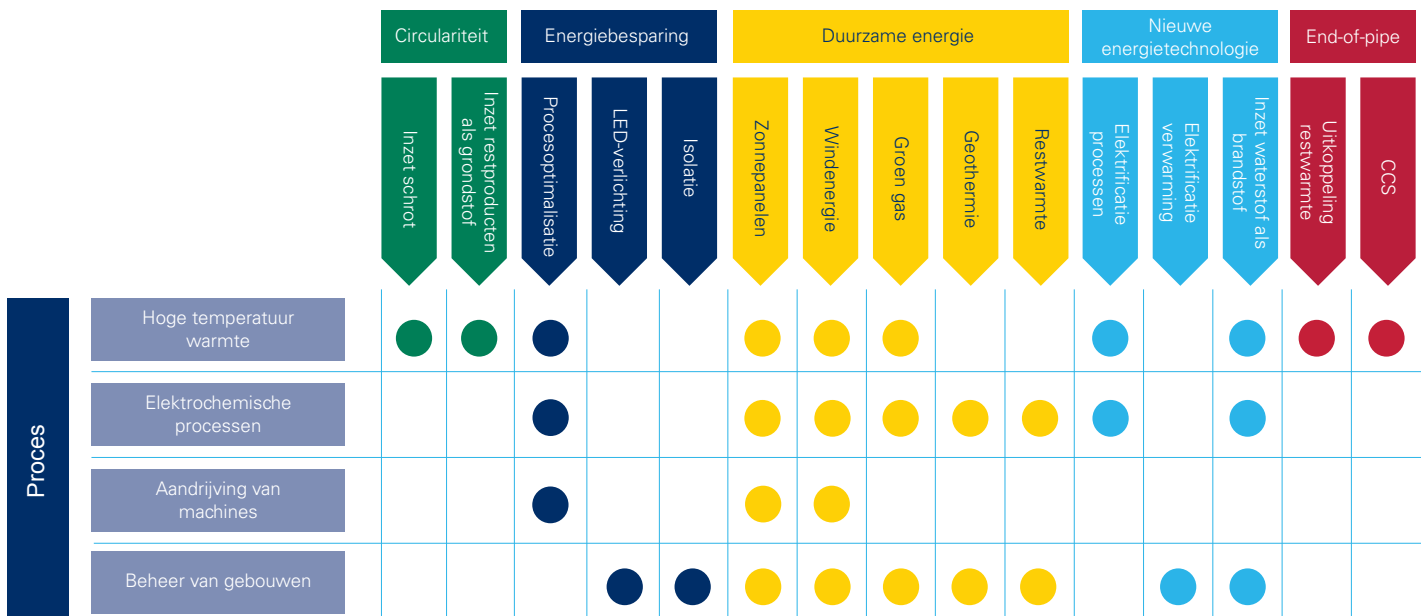 Circulariteit
Energiebesparing
Duurzame energie
Nieuwe
energietechnologie
End-of-pipe
Inzet schrot
Inzet restproducten
als grondstof
Procesoptimalisatie
LED-verlichting
Isolatie
Zonnepanelen
Windenergie
Groen gas
Geothermie
Restwarmte
Elektrificatie
processen
Elektrificatie
verwarming
Inzet waterstof als
brandstof
Uitkoppeling
restwarmte
CCS
Proces
Hoge temperatuur
warmte
Elektrochemische
processen
Aandrijving van
machines
Beheer van gebouwen